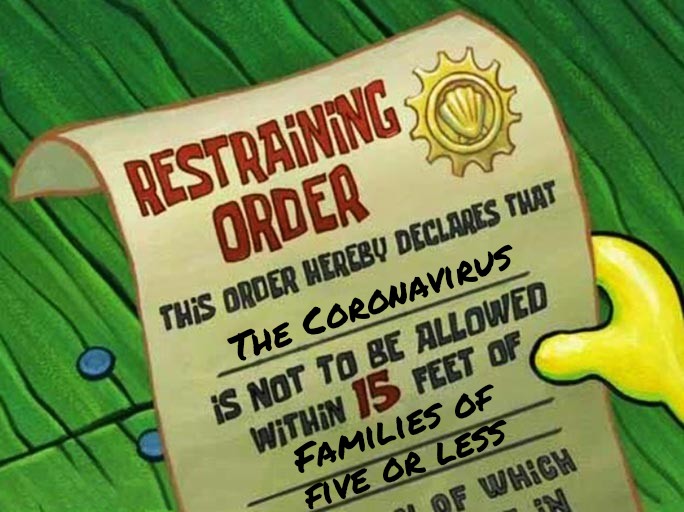 RESTRAINING
ORDER
THIS ORDER HEREBY DECLARES THAT
THE CORONAVIRUS
IS NOT TO BE ALLOWED
WITHIN 15 FEET OF
FAMILIES OF
FIVE OR LESS
OF WHICH
IN